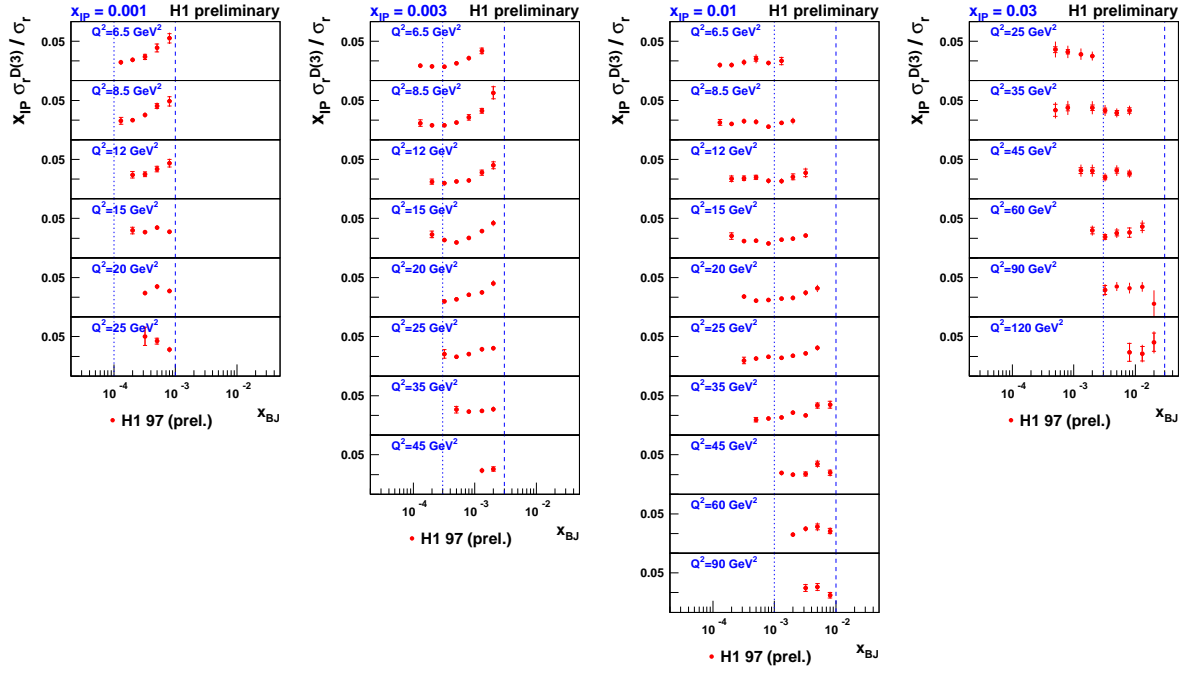 x_IP = 0.001 H1 preliminary
x_IP σ_r^D(3) / σ_r
Q²=6.5 GeV²
0.05
Q²=8.5 GeV²
0.05
Q²=12 GeV²
0.05
Q²=15 GeV²
0.05
Q²=20 GeV²
0.05
Q²=25 GeV²
0.05
10⁻⁴ 10⁻³ 10⁻²
x_BJ
H1 97 (prel.)
x_IP = 0.003 H1 preliminary
x_IP σ_r^D(3) / σ_r
Q²=6.5 GeV²
0.05
Q²=8.5 GeV²
0.05
Q²=12 GeV²
0.05
Q²=15 GeV²
0.05
Q²=20 GeV²
0.05
Q²=25 GeV²
0.05
Q²=35 GeV²
0.05
Q²=45 GeV²
0.05
10⁻⁴ 10⁻³ 10⁻²
x_BJ
H1 97 (prel.)
x_IP = 0.01 H1 preliminary
x_IP σ_r^D(3) / σ_r
Q²=6.5 GeV²
0.05
Q²=8.5 GeV²
0.05
Q²=12 GeV²
0.05
Q²=15 GeV²
0.05
Q²=20 GeV²
0.05
Q²=25 GeV²
0.05
Q²=35 GeV²
0.05
Q²=45 GeV²
0.05
Q²=60 GeV²
0.05
Q²=90 GeV²
0.05
10⁻⁴ 10⁻³ 10⁻²
x_BJ
H1 97 (prel.)
x_IP = 0.03 H1 preliminary
x_IP σ_r^D(3) / σ_r
Q²=25 GeV²
0.05
Q²=35 GeV²
0.05
Q²=45 GeV²
0.05
Q²=60 GeV²
0.05
Q²=90 GeV²
0.05
Q²=120 GeV²
0.05
10⁻⁴ 10⁻³ 10⁻²
x_BJ
H1 97 (prel.)